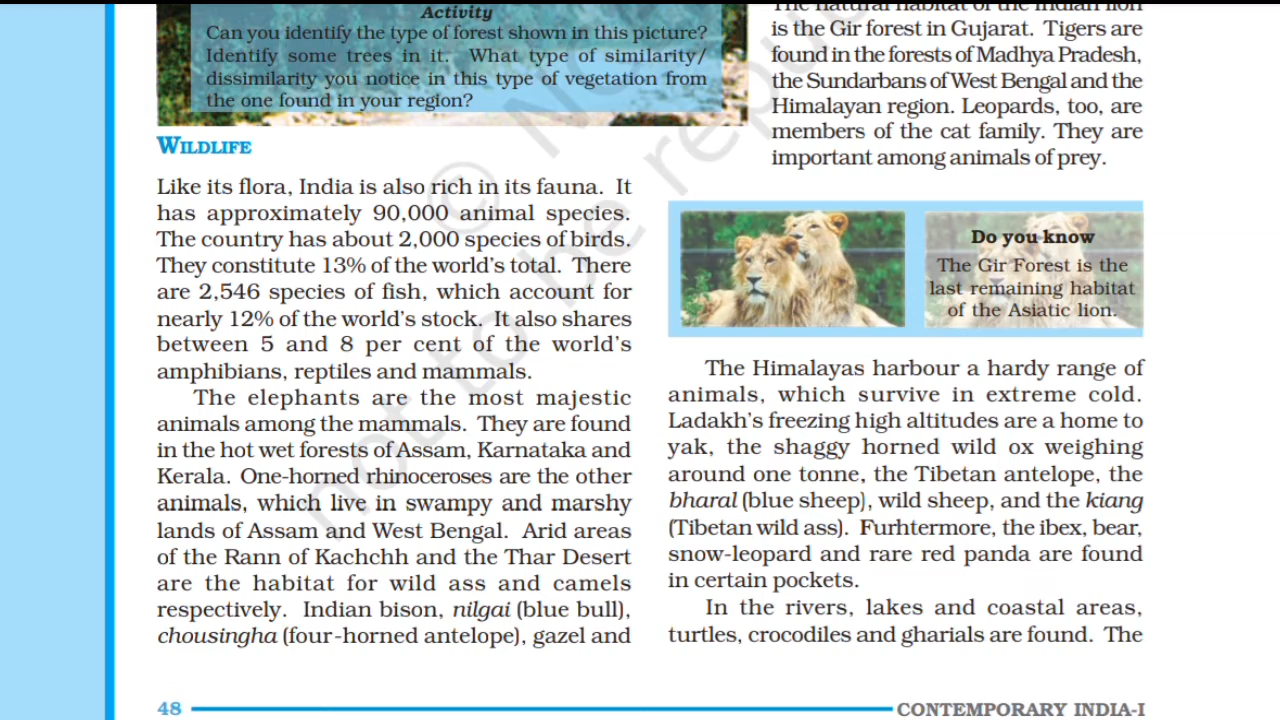 Activity
Can you identify the type of forest shown in this picture?
Identify some trees in it. What type of similarity/
dissimilarity you notice in this type of vegetation from
the one found in your region?
WILDLIFE
Like its flora, India is also rich in its fauna. It
has approximately 90,000 animal species.
The country has about 2,000 species of birds.
They constitute 13% of the world's total. There
are 2,546 species of fish, which account for
nearly 12% of the world's stock. It also shares
between 5 and 8 per cent of the world's
amphibians, reptiles and mammals.
The elephants are the most majestic
animals among the mammals. They are found
in the hot wet forests of Assam, Karnataka and
Kerala. One-horned rhinoceroses are the other
animals, which live in swampy and marshy
lands of Assam and West Bengal. Arid areas
of the Rann of Kachchh and the Thar Desert
are the habitat for wild ass and camels
respectively. Indian bison, nilgai (blue bull),
chousingha (four-horned antelope), gazel and
The natural habitat of the Indian lion
is the Gir forest in Gujarat. Tigers are
found in the forests of Madhya Pradesh,
the Sundarbans of West Bengal and the
Himalayan region. Leopards, too, are
members of the cat family. They are
important among animals of prey.
Do you know
The Gir Forest is the
last remaining habitat
of the Asiatic lion.
The Himalayas harbour a hardy range of
animals, which survive in extreme cold.
Ladakh's freezing high altitudes are a home to
yak, the shaggy horned wild ox weighing
around one tonne, the Tibetan antelope, the
bharal (blue sheep), wild sheep, and the kiang
(Tibetan wild ass). Furhtermore, the ibex, bear,
snow-leopard and rare red panda are found
in certain pockets.
In the rivers, lakes and coastal areas,
turtles, crocodiles and gharials are found. The
48
CONTEMPORARY INDIA-I
© N
not to be repu